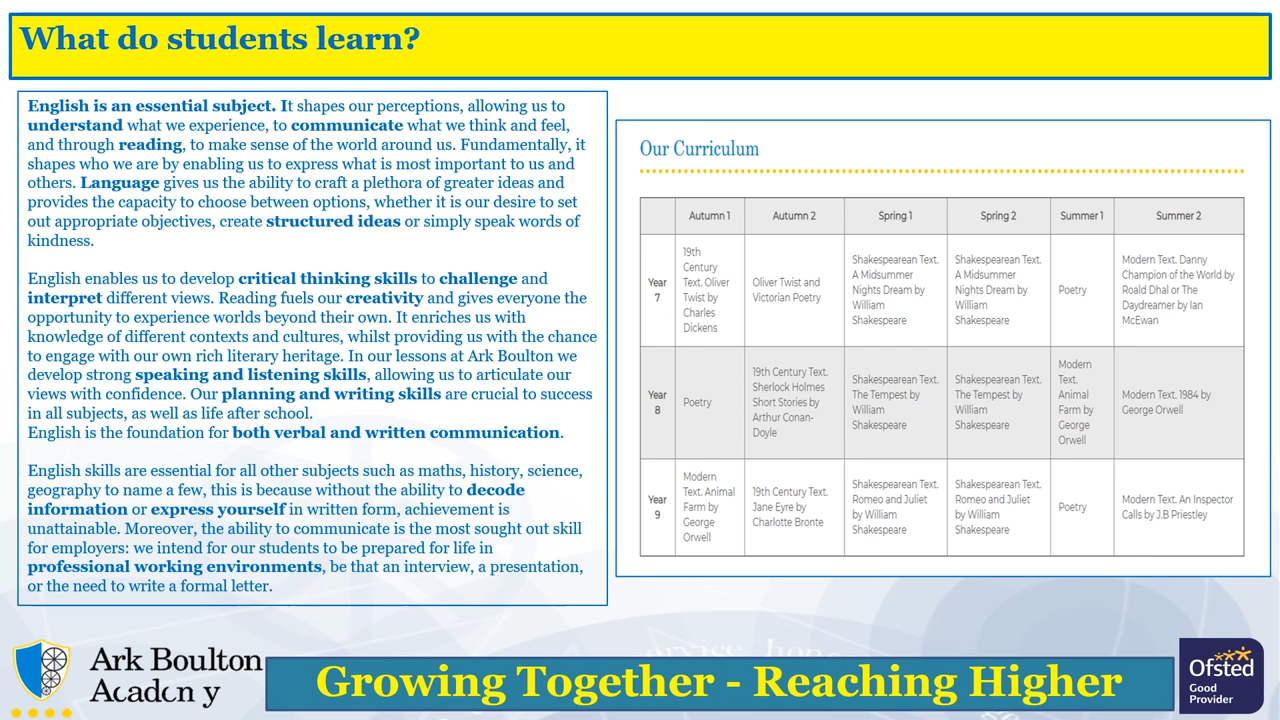 What do students learn?
English is an essential subject. It shapes our perceptions, allowing us to
understand what we experience, to communicate what we think and feel,
and through reading, to make sense of the world around us. Fundamentally, it
shapes who we are by enabling us to express what is most important to us and
others. Language gives us the ability to craft a plethora of greater ideas and
provides the capacity to choose between options, whether it is our desire to set
out appropriate objectives, create structured ideas or simply speak words of
kindness.
English enables us to develop critical thinking skills to challenge and
interpret different views. Reading fuels our creativity and gives everyone the
opportunity to experience worlds beyond their own. It enriches us with
knowledge of different contexts and cultures, whilst providing us with the chance
to engage with our own rich literary heritage. In our lessons at Ark Boulton we
develop strong speaking and listening skills, allowing us to articulate our
views with confidence. Our planning and writing skills are crucial to success
in all subjects, as well as life after school.
English is the foundation for both verbal and written communication.
English skills are essential for all other subjects such as maths, history, science,
geography to name a few, this is because without the ability to decode
information or express yourself in written form, achievement is
unattainable. Moreover, the ability to communicate is the most sought out skill
for employers: we intend for our students to be prepared for life in
professional working environments, be that an interview, a presentation,
or the need to write a formal letter.
Our Curriculum
Autumn 1 Autumn 2 Spring 1 Spring 2 Summer 1 Summer 2
Year
7
19th
Century
Text. Oliver
Twist by
Charles
Dickens
Oliver Twist and
Victorian Poetry
Shakespearean Text.
A Midsummer
Nights Dream by
William
Shakespeare
Shakespearean Text.
A Midsummer
Nights Dream by
William
Shakespeare
Poetry
Modern Text. Danny
Champion of the World by
Roald Dhal or The
Daydreamer by Ian
McEwan
Year
8
Poetry
19th Century Text.
Sherlock Holmes
Short Stories by
Arthur Conan-
Doyle
Shakespearean Text.
The Tempest by
William
Shakespeare
Shakespearean Text.
The Tempest by
William
Shakespeare
Modern
Text.
Animal
Farm by
George
Orwell
Modern Text. 1984 by
George Orwell
Year
9
Modern
Text. Animal
Farm by
George
Orwell
19th Century Text.
Jane Eyre by
Charlotte Bronte
Shakespearean Text.
Romeo and Juliet
by William
Shakespeare
Shakespearean Text.
Romeo and Juliet
by William
Shakespeare
Poetry
Modern Text. An Inspector
Calls by J.B Priestley
Ark Boulton
Academy
Growing Together - Reaching Higher
Ofsted
Good
Provider